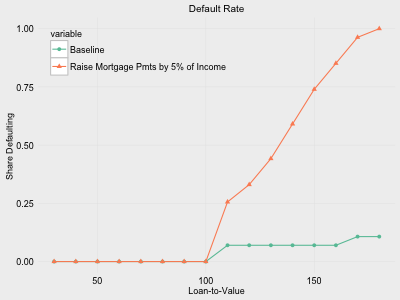 Default Rate
variable
Baseline
Raise Mortgage Pmts by 5% of Income
Share Defaulting
1.00
0.75
0.50
0.25
0.00
50
100
150
Loan-to-Value